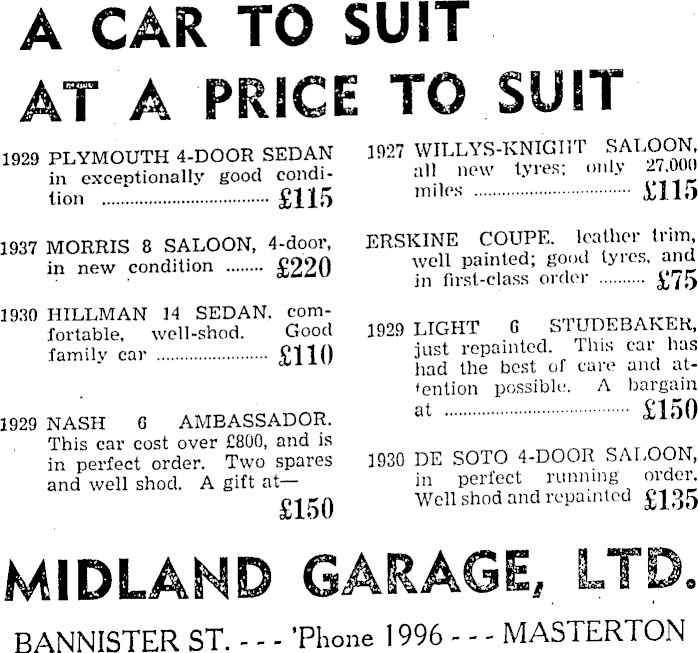 A CAR TO SUIT
AT A PRICE TO SUIT
1929 PLYMOUTH 4-DOOR SEDAN
in exceptionally good condi-
tion .................................... £115
1937 MORRIS 8 SALOON, 4-door,
in new condition ........ £220
1930 HILLMAN 14 SEDAN, com-
fortable, well-shod. Good
family car ........................ £110
1929 NASH 6 AMBASSADOR.
This car cost over £800, and is
in perfect order. Two spares
and well shod. A gift at—
£150
1927 WILLYS-KNIGHT SALOON,
all new tyres; only 27,000
miles .................................. £115
ERSKINE COUPE, leather trim,
well painted; good tyres, and
in first-class order .......... £75
1929 LIGHT 6 STUDEBAKER,
just repainted. This car has
had the best of care and at-
tention possible. A bargain
at ........................................ £150
1930 DE SOTO 4-DOOR SALOON,
in perfect running order.
Well shod and repainted £135
MIDLAND GARAGE, LTD.
BANNISTER ST. - - - 'Phone 1996 - - - MASTERTON